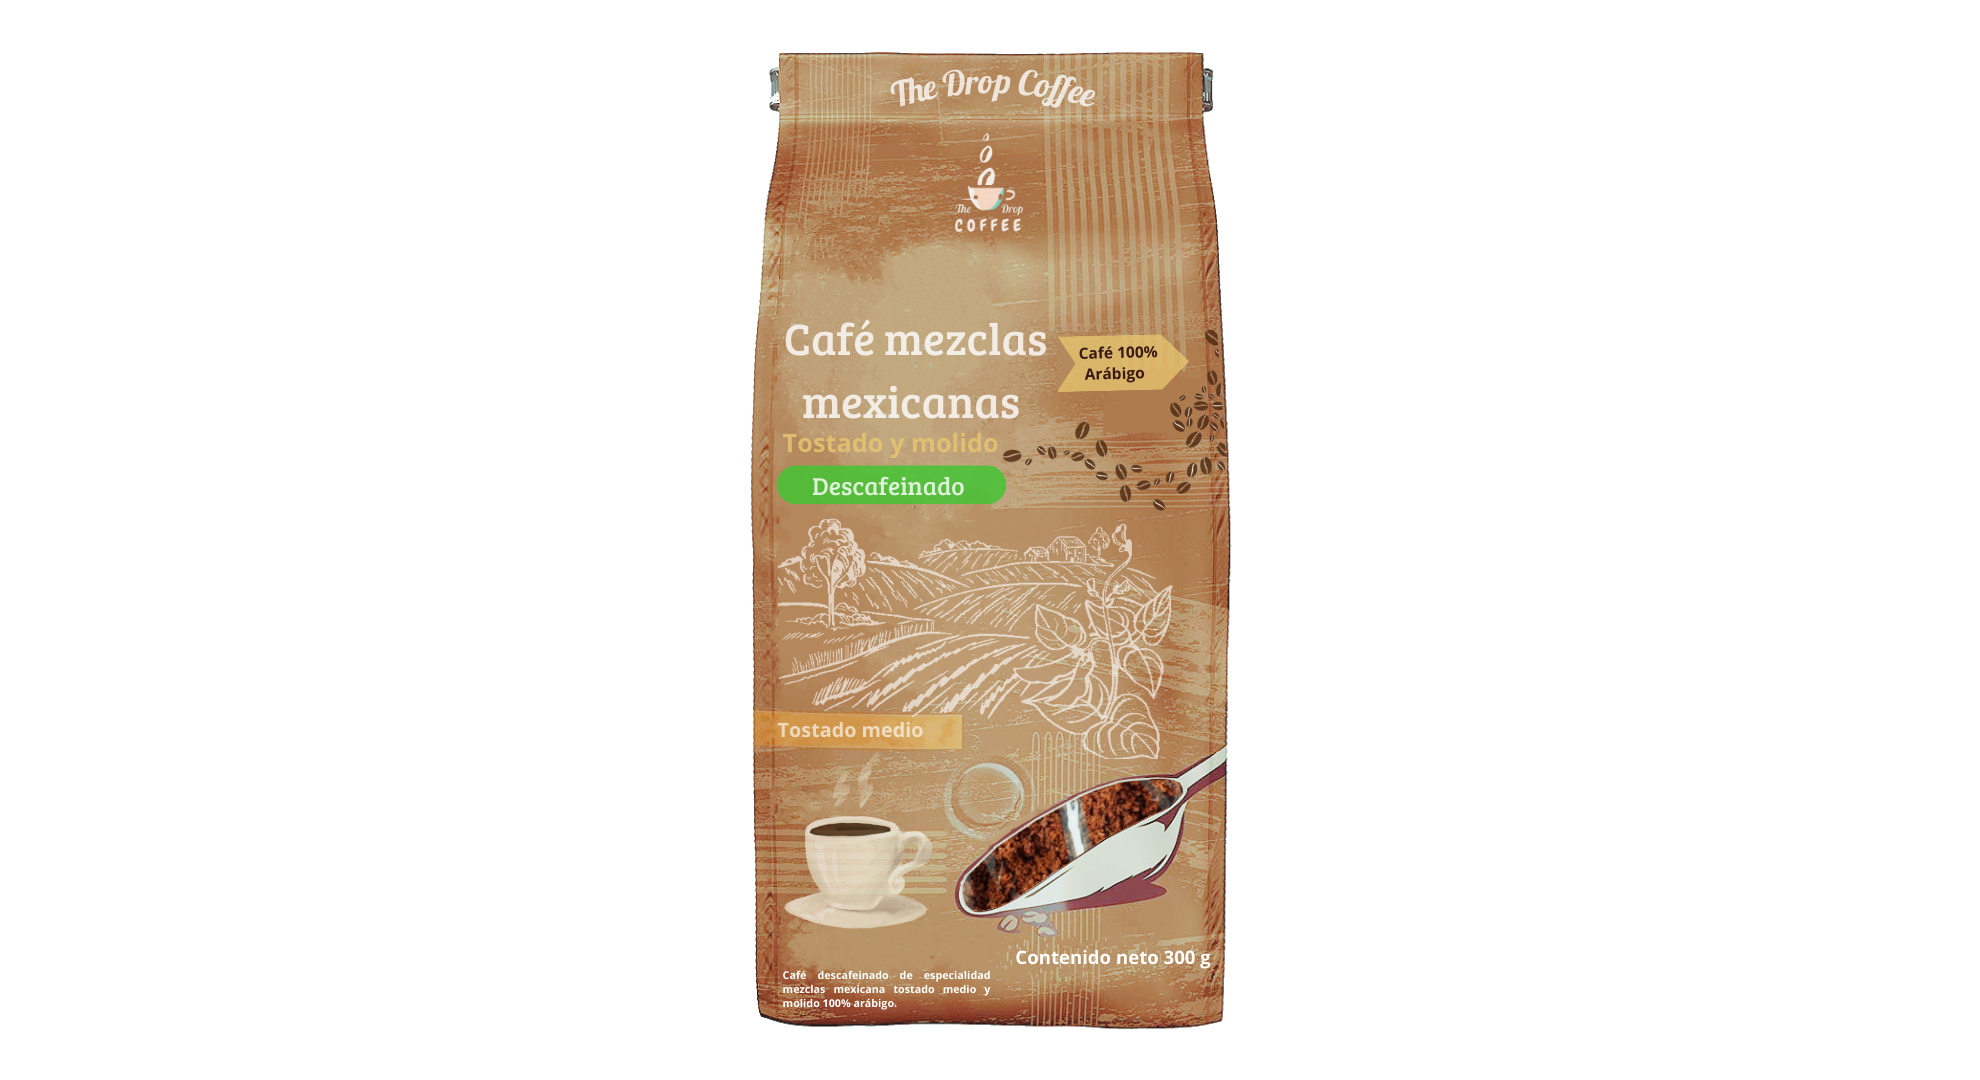 The Drop Coffee
The Drop
COFFEE
Café mezclas
mexicanas
Café 100%
Arábigo
Tostado y molido
Descafeinado
Tostado medio
Contenido neto 300 g
Café descafeinado de especialidad
mezclas mexicana tostado medio y
molido 100% arábigo.